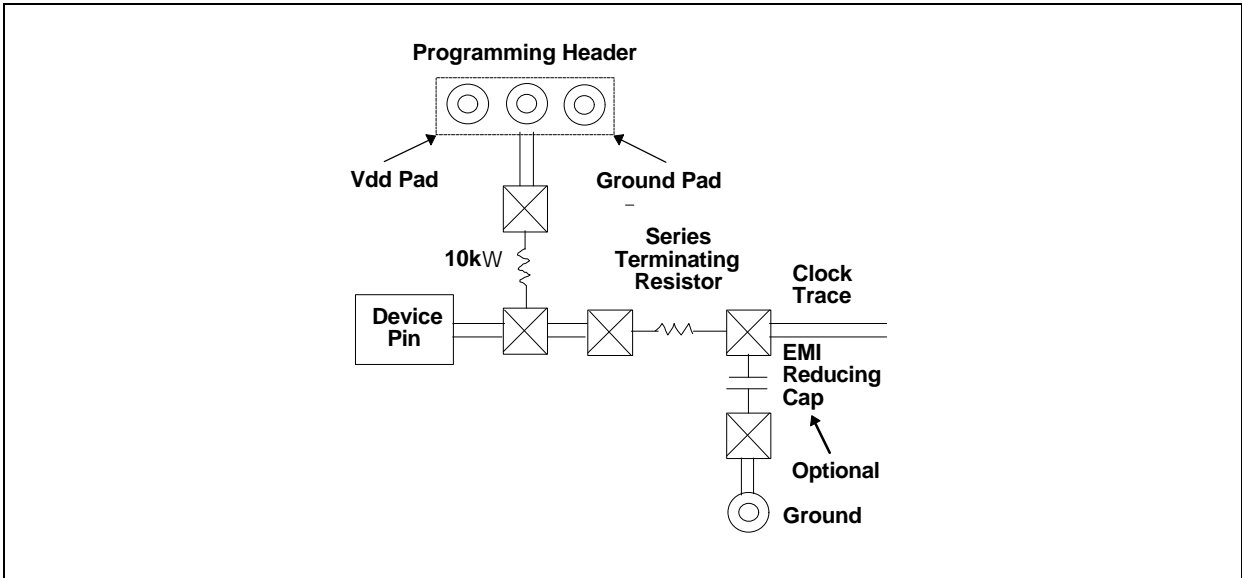 Programming Header
Vdd Pad
Ground Pad
10kW
Series
Terminating
Resistor
Clock
Trace
Device
Pin
EMI
Reducing
Cap
Optional
Ground